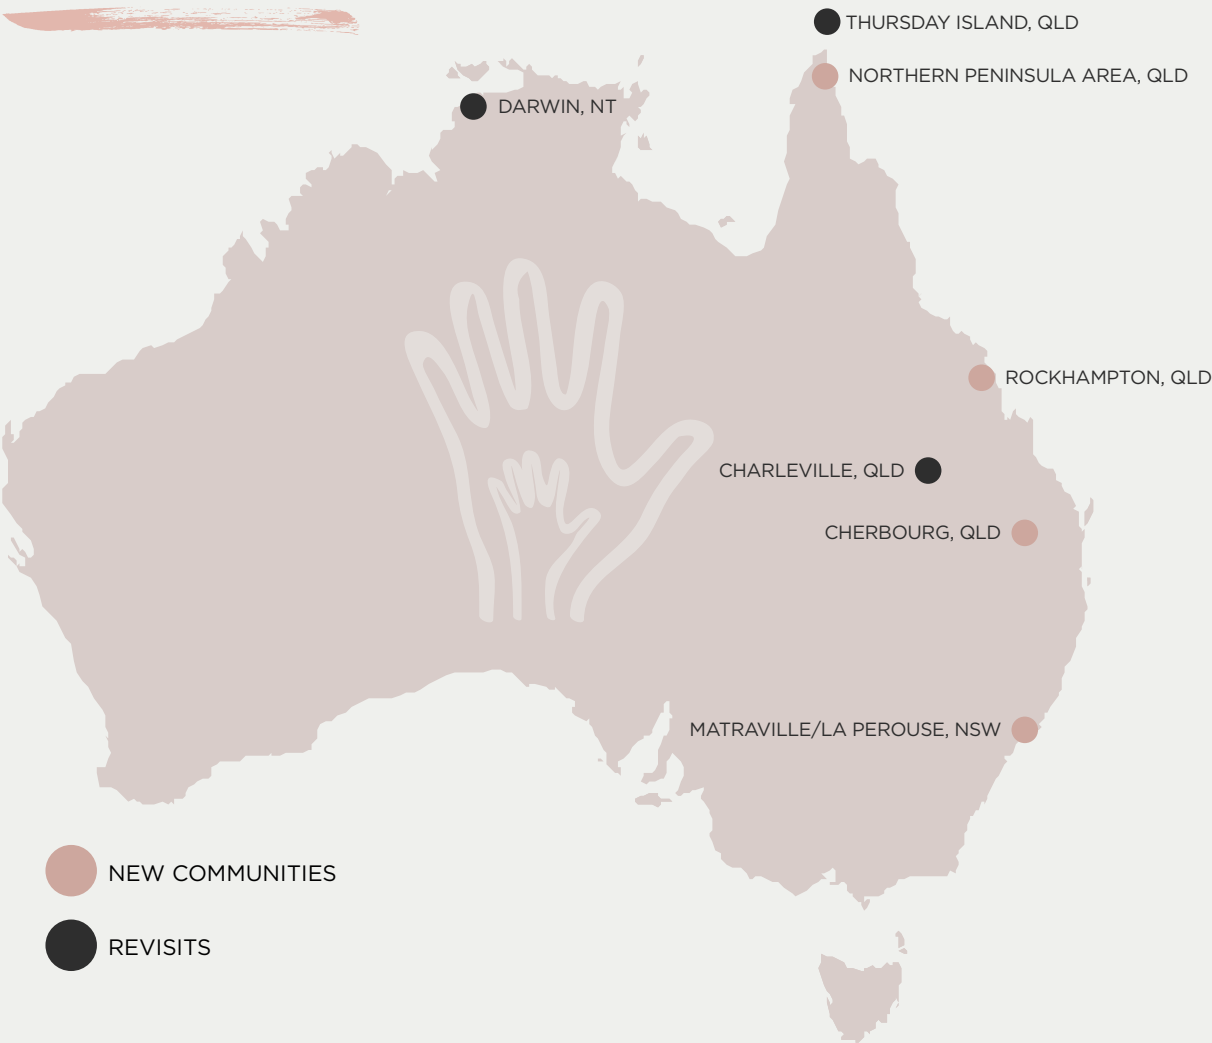 THURSDAY ISLAND, QLD
NORTHERN PENINSULA AREA, QLD
DARWIN, NT
ROCKHAMPTON, QLD
CHARLEVILLE, QLD
CHERBOURG, QLD
MATRAVILLE/LA PEROUSE, NSW
NEW COMMUNITIES
REVISITS